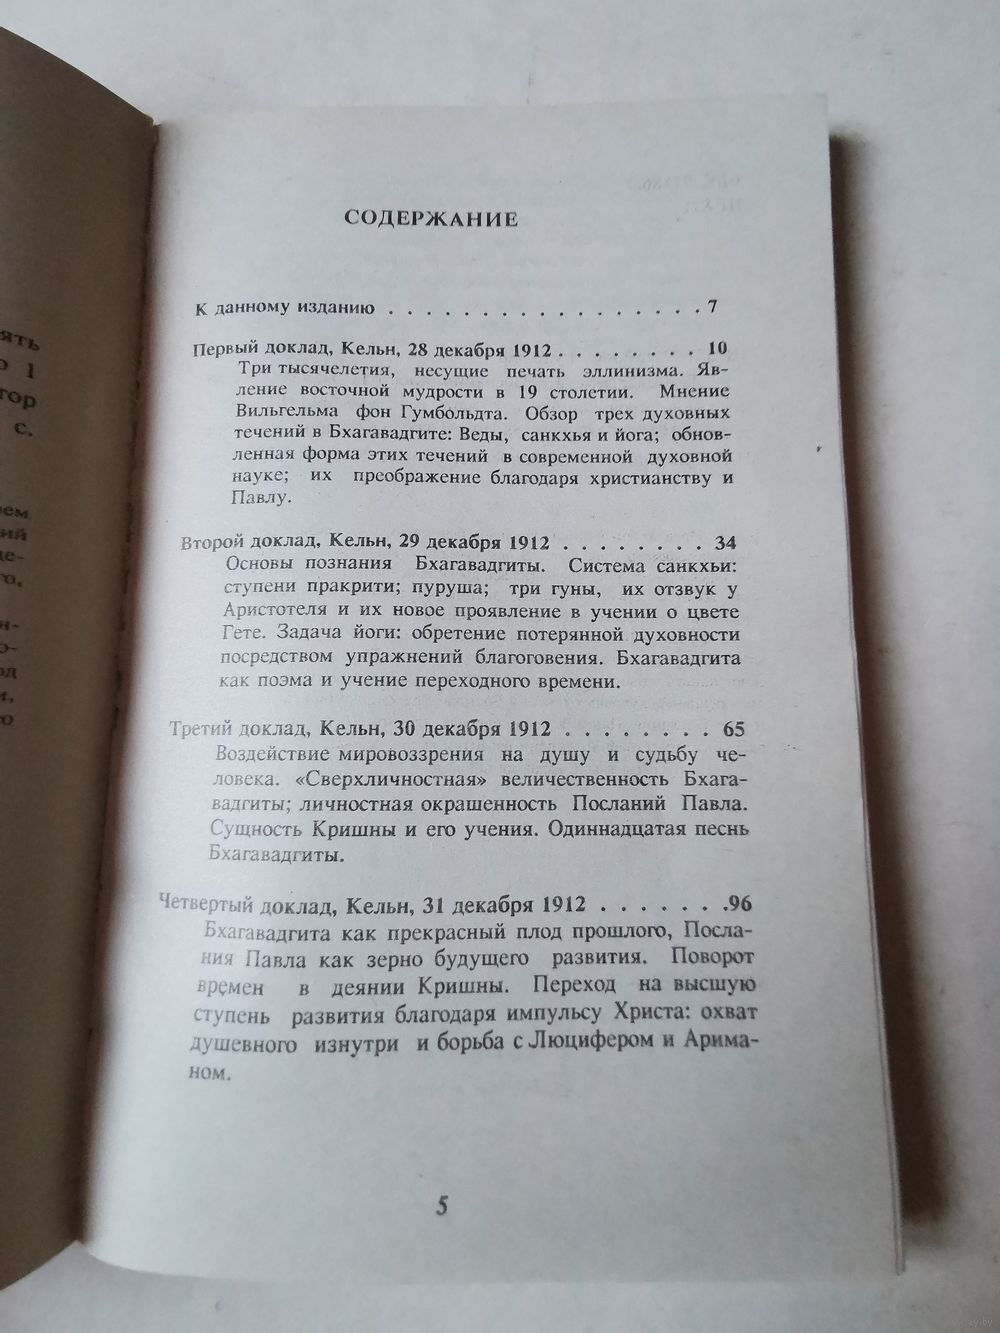 СОДЕРЖАНИЕ
К данному изданию . . . . . . . . . . . . . . . . . 7
Первый доклад, Кельн, 28 декабря 1912 . . . . . . . . 10
Три тысячелетия, несущие печать эллинизма. Яв-
ление восточной мудрости в 19 столетии. Мнение
Вильгельма фон Гумбольдта. Обзор трех духовных
течений в Бхагавадгите: Веды, санкхья и йога; обнов-
ленная форма этих течений в современной духовной
науке; их преображение благодаря христианству и
Павлу.
Второй доклад, Кельн, 29 декабря 1912 . . . . . . . . 34
Основы познания Бхагавадгиты. Система санкхьи:
ступени пракрити; пуруша; три гуны, их отзвук у
Аристотеля и их новое проявление в учении о цвете
Гете. Задача йоги: обретение потерянной духовности
посредством упражнений благоговения. Бхагавадгита
как поэма и учение переходного времени.
Третий доклад, Кельн, 30 декабря 1912 . . . . . . . . 65
Воздействие мировоззрения на душу и судьбу че-
ловека. «Сверхличностная» величественность Бхага-
вадгиты; личностная окрашенность Посланий Павла.
Сущность Кришны и его учения. Одиннадцатая песнь
Бхагавадгиты.
Четвертый доклад, Кельн, 31 декабря 1912 . . . . . . .96
Бхагавадгита как прекрасный плод прошлого, Посла-
ния Павла как зерно будущего развития. Поворот
времен в деянии Кришны. Переход на высшую
ступень развития благодаря импульсу Христа: охват
душевного изнутри и борьба с Люцифером и Арима-
ном.
5